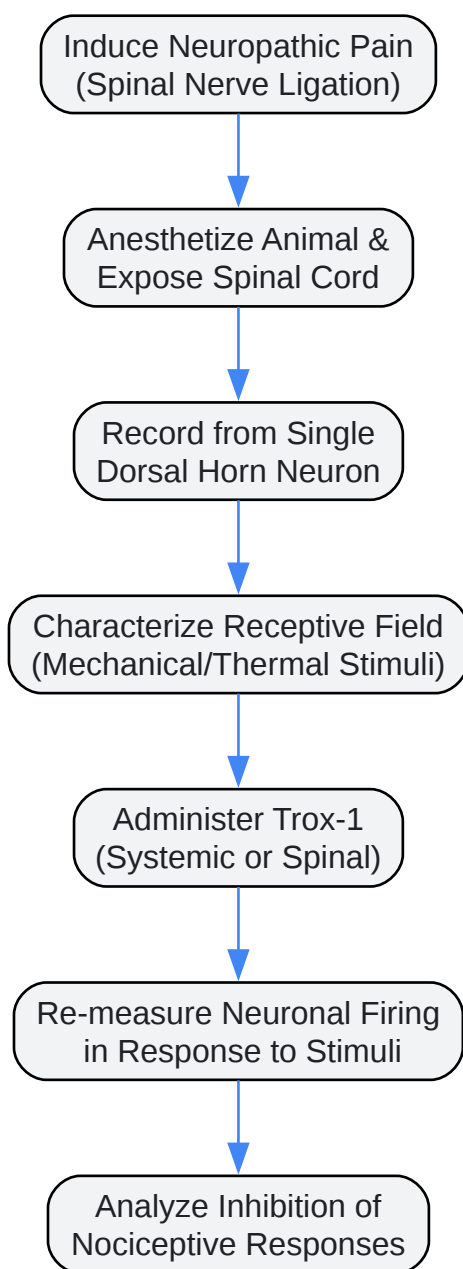 Induce Neuropathic Pain
(Spinal Nerve Ligation)
Anesthetize Animal &
Expose Spinal Cord
Record from Single
Dorsal Horn Neuron
Characterize Receptive Field
(Mechanical/Thermal Stimuli)
Administer Trox-1
(Systemic or Spinal)
Re-measure Neuronal Firing
in Response to Stimuli
Analyze Inhibition of
Nociceptive Responses